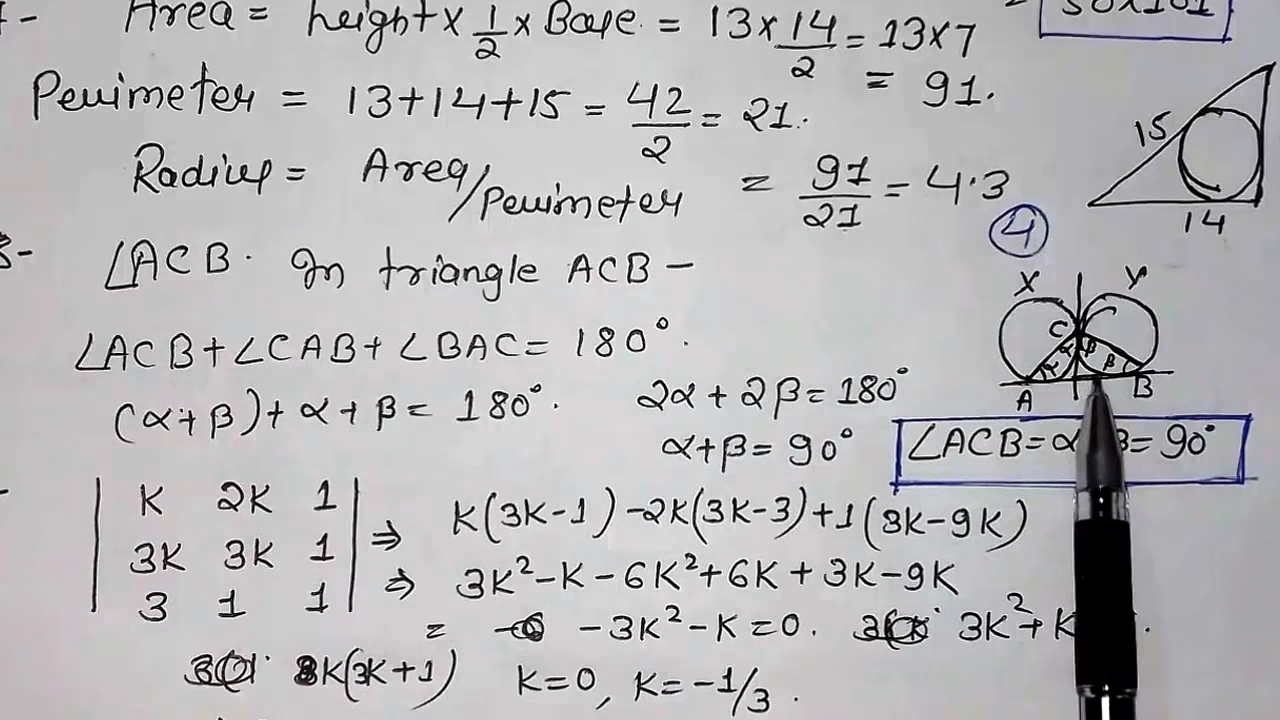 Area = height × 1/2 × Base = 13 × 14/2 = 13×7
= 91.
Perimeter = 13+14+15 = 42/2 = 21.
Radius = Area/Perimeter = 91/21 = 4.3
15
14
4
∠ACB. In triangle ACB –
X Y
C
α β
α β
A B
∠ACB + ∠CAB + ∠BAC = 180°.
(α+β) + α + β = 180°. 2α + 2β = 180°
α+β = 90°
∠ACB = α β = 90°
K 2K 1
3K 3K 1
3 1 1
⇒ K(3K-1) -2K(3K-3) +1(3K-9K)
⇒ 3K²-K-6K²+6K+3K-9K
= -3K²-K=0. 3K²+K
3K(3K+1) K=0, K=-1/3.